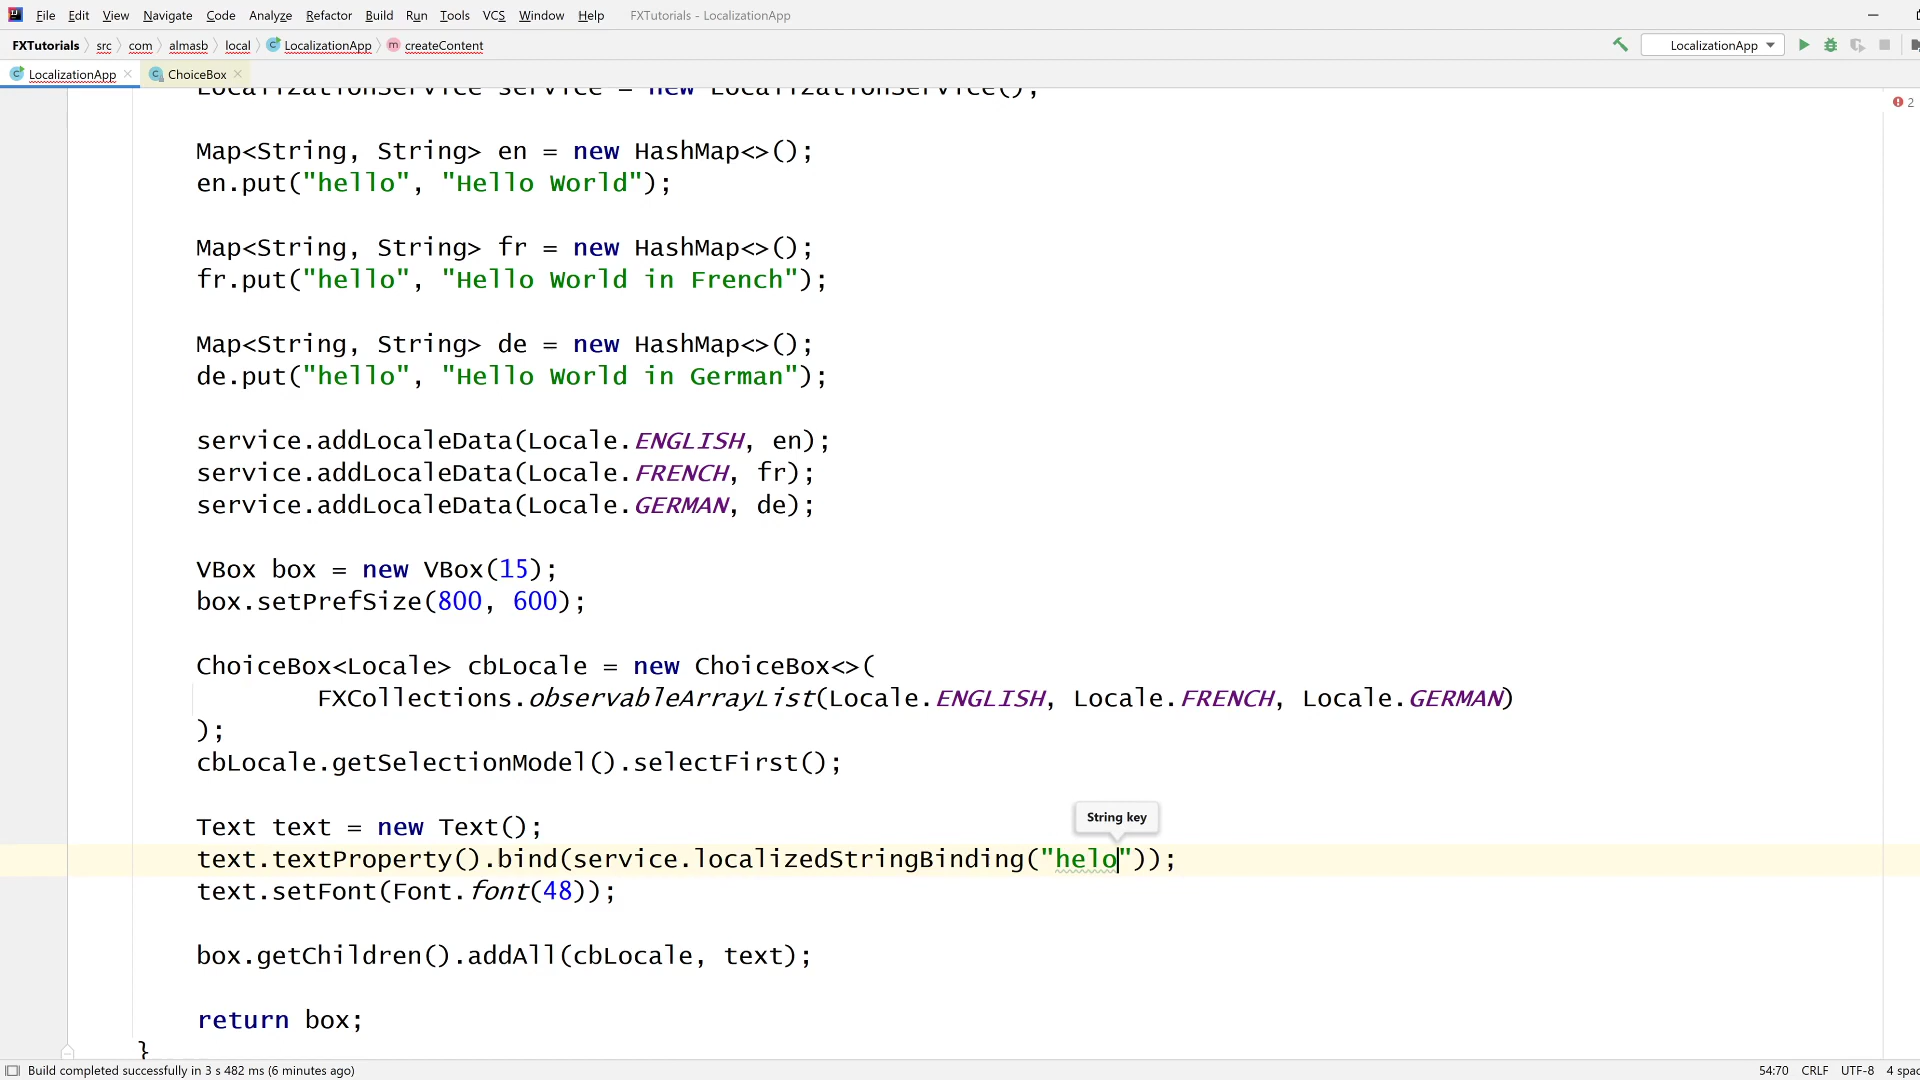 File Edit View Navigate Code Analyze Refactor Build Run Tools VCS Window Help FXTutorials - LocalizationApp
FXTutorials src com almasb local LocalizationApp m createContent LocalizationApp
LocalizationApp ChoiceBox
LocalizationService service = new LocalizationService();
2
Map<String, String> en = new HashMap<>();
en.put("hello", "Hello World");
Map<String, String> fr = new HashMap<>();
fr.put("hello", "Hello World in French");
Map<String, String> de = new HashMap<>();
de.put("hello", "Hello World in German");
service.addLocaleData(Locale.ENGLISH, en);
service.addLocaleData(Locale.FRENCH, fr);
service.addLocaleData(Locale.GERMAN, de);
VBox box = new VBox(15);
box.setPrefSize(800, 600);
ChoiceBox<Locale> cbLocale = new ChoiceBox<>(
FXCollections.observableArrayList(Locale.ENGLISH, Locale.FRENCH, Locale.GERMAN)
);
cbLocale.getSelectionModel().selectFirst();
String key
Text text = new Text();
text.textProperty().bind(service.localizedStringBinding("helo"));
text.setFont(Font.font(48));
box.getChildren().addAll(cbLocale, text);
return box;
}
Build completed successfully in 3 s 482 ms (6 minutes ago) 54:70 CRLF UTF-8 4 spac